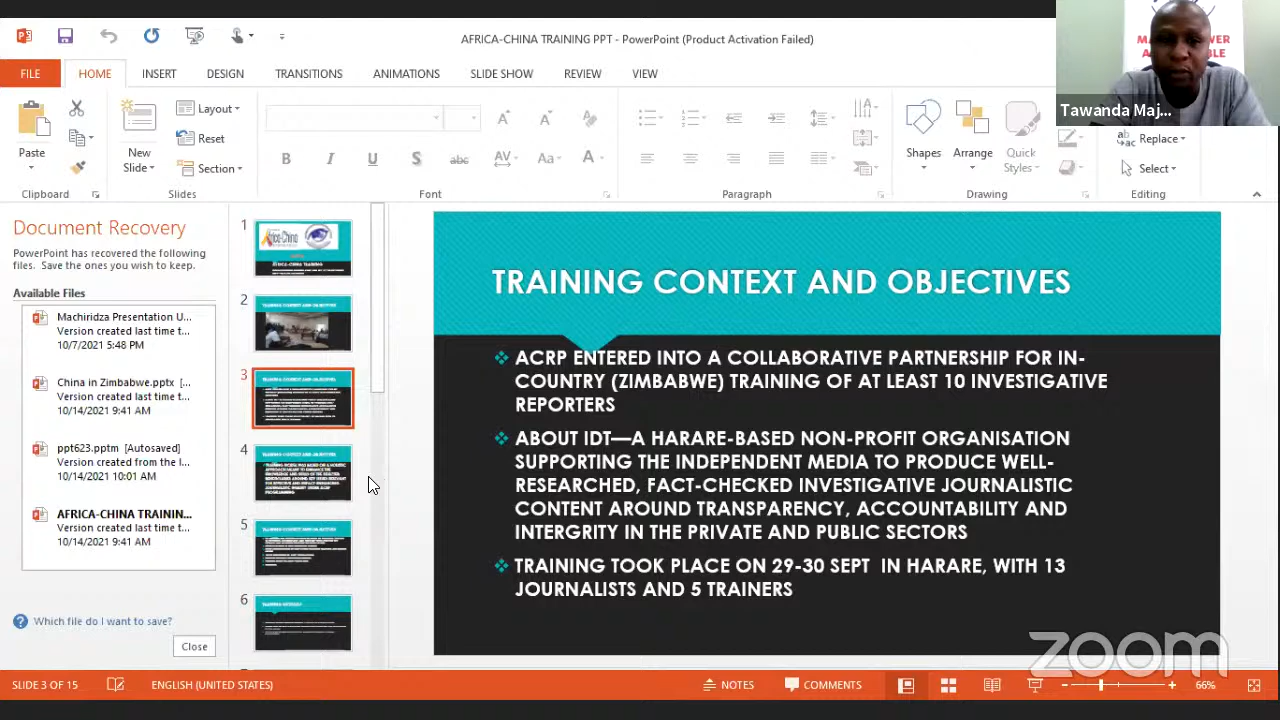 AFRICA-CHINA TRAINING PPT - PowerPoint (Product Activation Failed)
FILE
HOME
INSERT
DESIGN
TRANSITIONS
ANIMATIONS
SLIDE SHOW
REVIEW
VIEW
Tawanda Maj...
Paste
Clipboard
New
Slide
Layout
Reset
Section
Slides
Font
Paragraph
Shapes
Arrange
Quick
Styles
Drawing
Replace
Select
Editing
Document Recovery
PowerPoint has recovered the following
files. Save the ones you wish to keep.
Available Files
Machiridza Presentation U...
Version created last time t...
10/7/2021 5:48 PM
China in Zimbabwe.pptx [...
Version created last time t...
10/14/2021 9:41 AM
ppt623.pptm [Autosaved]
Version created from the l...
10/14/2021 10:01 AM
AFRICA-CHINA TRAININ...
Version created last time t...
10/14/2021 9:41 AM
Which file do I want to save?
Close
1
2
3
4
5
6
TRAINING CONTEXT AND OBJECTIVES
ACRP ENTERED INTO A COLLABORATIVE PARTNERSHIP FOR IN-
COUNTRY (ZIMBABWE) TRAINING OF AT LEAST 10 INVESTIGATIVE
REPORTERS
ABOUT IDT—A HARARE-BASED NON-PROFIT ORGANISATION
SUPPORTING THE INDEPENDENT MEDIA TO PRODUCE WELL-
RESEARCHED, FACT-CHECKED INVESTIGATIVE JOURNALISTIC
CONTENT AROUND TRANSPARENCY, ACCOUNTABILITY AND
INTERGRITY IN THE PRIVATE AND PUBLIC SECTORS
TRAINING TOOK PLACE ON 29-30 SEPT IN HARARE, WITH 13
JOURNALISTS AND 5 TRAINERS
zoom
SLIDE 3 OF 15
ENGLISH (UNITED STATES)
NOTES
COMMENTS
66%